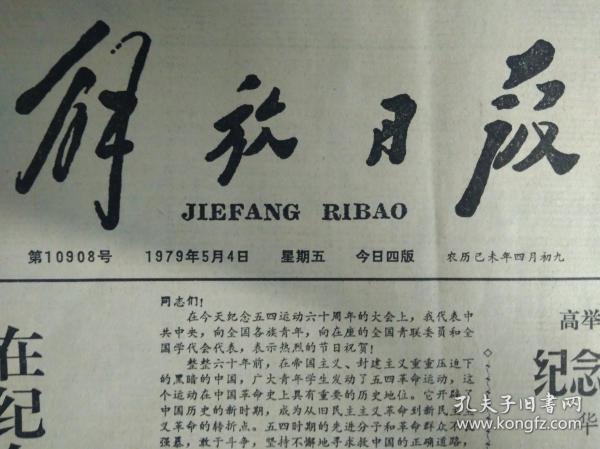 解放日报
JIEFANG RIBAO
第10908号 1979年5月4日 星期五 今日四版 农历己未年四月初九
在纪
同志们！
在今天纪念五四运动六十周年的大会上，我代表中
共中央，向全国各族青年，向在座的全国青联委员和全
国学代会代表，表示热烈的节日祝贺！
整整六十年前，在帝国主义、封建主义重重压迫下
的黑暗的中国，广大青年学生发动了五四革命运动，这
个运动在中国革命史上具有重要的历史地位。它开辟了
中国历史的新时期，成为从旧民主主义革命到新民主主
义革命的转折点。五四时期的先进分子和革命群众不
强暴，敢于斗争，坚持不懈地寻求救中国的正确道路，
高举
纪念
华
孔夫子旧书网